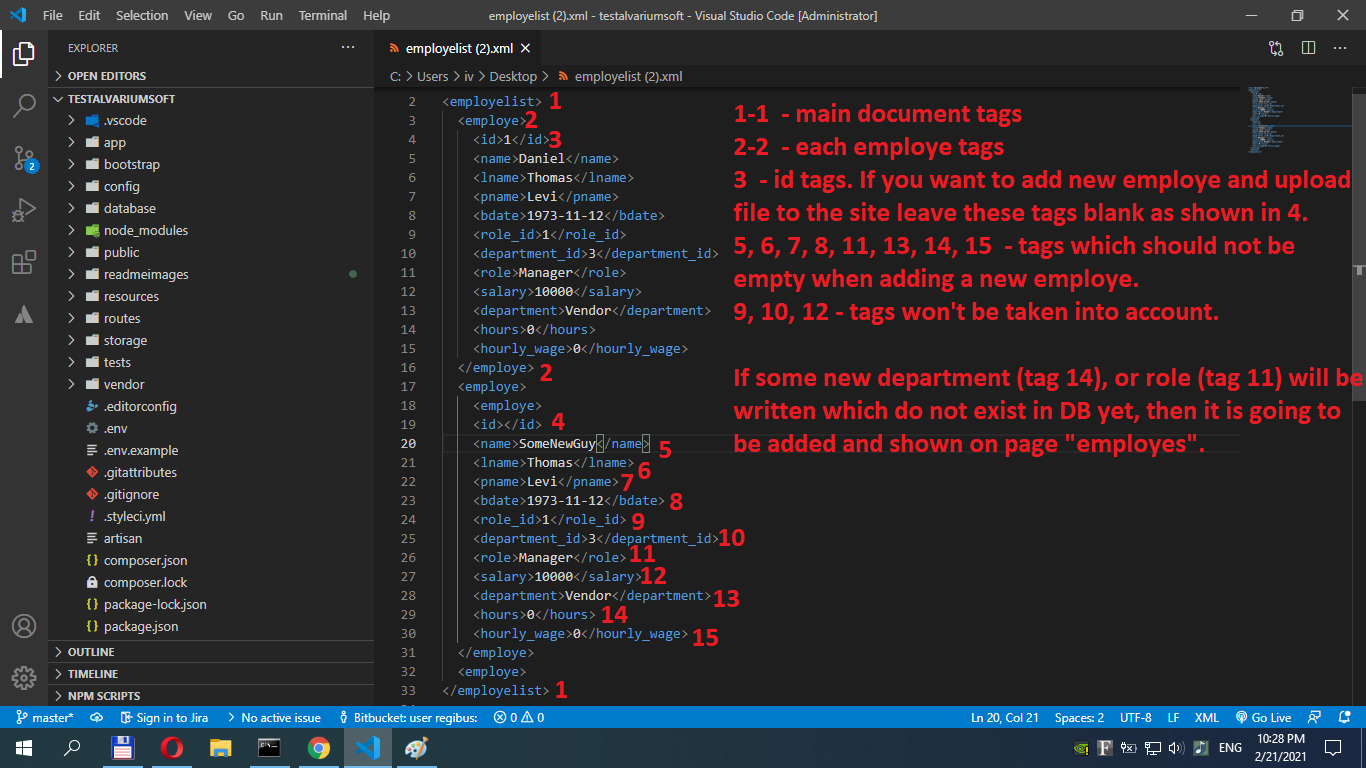 File Edit Selection View Go Run Terminal Help
employelist (2).xml - testalvariumsoft - Visual Studio Code [Administrator]
EXPLORER
OPEN EDITORS
TESTALVARIUMSOFT
.vscode
app
bootstrap
config
database
node_modules
public
readmeimages
resources
routes
storage
tests
vendor
.editorconfig
.env
.env.example
.gitattributes
.gitignore
.styleci.yml
artisan
composer.json
composer.lock
package-lock.json
package.json
OUTLINE
TIMELINE
NPM SCRIPTS
2
employelist (2).xml
C: > Users > iv > Desktop > employelist (2).xml
2 <employelist> 1
3 <employe> 2
4 <id>1</id> 3
5 <name>Daniel</name>
6 <lname>Thomas</lname>
7 <pname>Levi</pname>
8 <bdate>1973-11-12</bdate>
9 <role_id>1</role_id>
10 <department_id>3</department_id>
11 <role>Manager</role>
12 <salary>10000</salary>
13 <department>Vendor</department>
14 <hours>0</hours>
15 <hourly_wage>0</hourly_wage>
16 </employe> 2
17 <employe>
18 <employe>
19 <id></id> 4
20 <name>SomeNewGuy</name> 5
21 <lname>Thomas</lname> 6
22 <pname>Levi</pname> 7
23 <bdate>1973-11-12</bdate> 8
24 <role_id>1</role_id> 9
25 <department_id>3</department_id> 10
26 <role>Manager</role> 11
27 <salary>10000</salary> 12
28 <department>Vendor</department> 13
29 <hours>0</hours> 14
30 <hourly_wage>0</hourly_wage> 15
31 </employe>
32 <employe>
33 </employelist> 1
1-1 - main document tags
2-2 - each employe tags
3 - id tags. If you want to add new employe and upload
file to the site leave these tags blank as shown in 4.
5, 6, 7, 8, 11, 13, 14, 15 - tags which should not be
empty when adding a new employe.
9, 10, 12 - tags won't be taken into account.
If some new department (tag 14), or role (tag 11) will be
written which do not exist in DB yet, then it is going to
be added and shown on page "employes".
master* Sign in to Jira No active issue Bitbucket: user regibus: 0 0 Ln 20, Col 21 Spaces: 2 UTF-8 LF XML Go Live
ENG 10:28 PM
2/21/2021